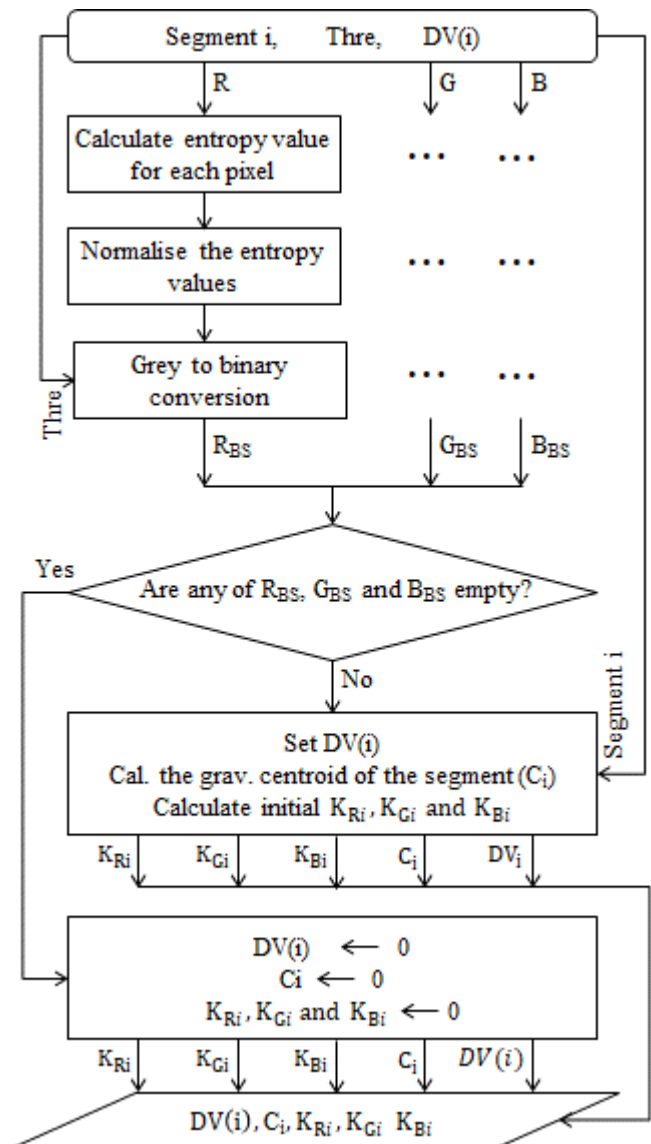 Segment i, Thre, DV(i)
R G B
Calculate entropy value
for each pixel
... ...
Normalise the entropy
values
... ...
Grey to binary
conversion
... ...
Thre
R_BS G_BS B_BS
Yes
Are any of R_BS, G_BS and B_BS empty?
No
Segment i
Set DV(i)
Cal. the grav. centroid of the segment (C_i)
Calculate initial K_Ri, K_Gi and K_Bi
K_Ri K_Gi K_Bi C_i DV_i
DV(i) ← 0
Ci ← 0
K_Ri, K_Gi and K_Bi ← 0
K_Ri K_Gi K_Bi C_i DV(i)
DV(i), C_i, K_Ri, K_Gi K_Bi